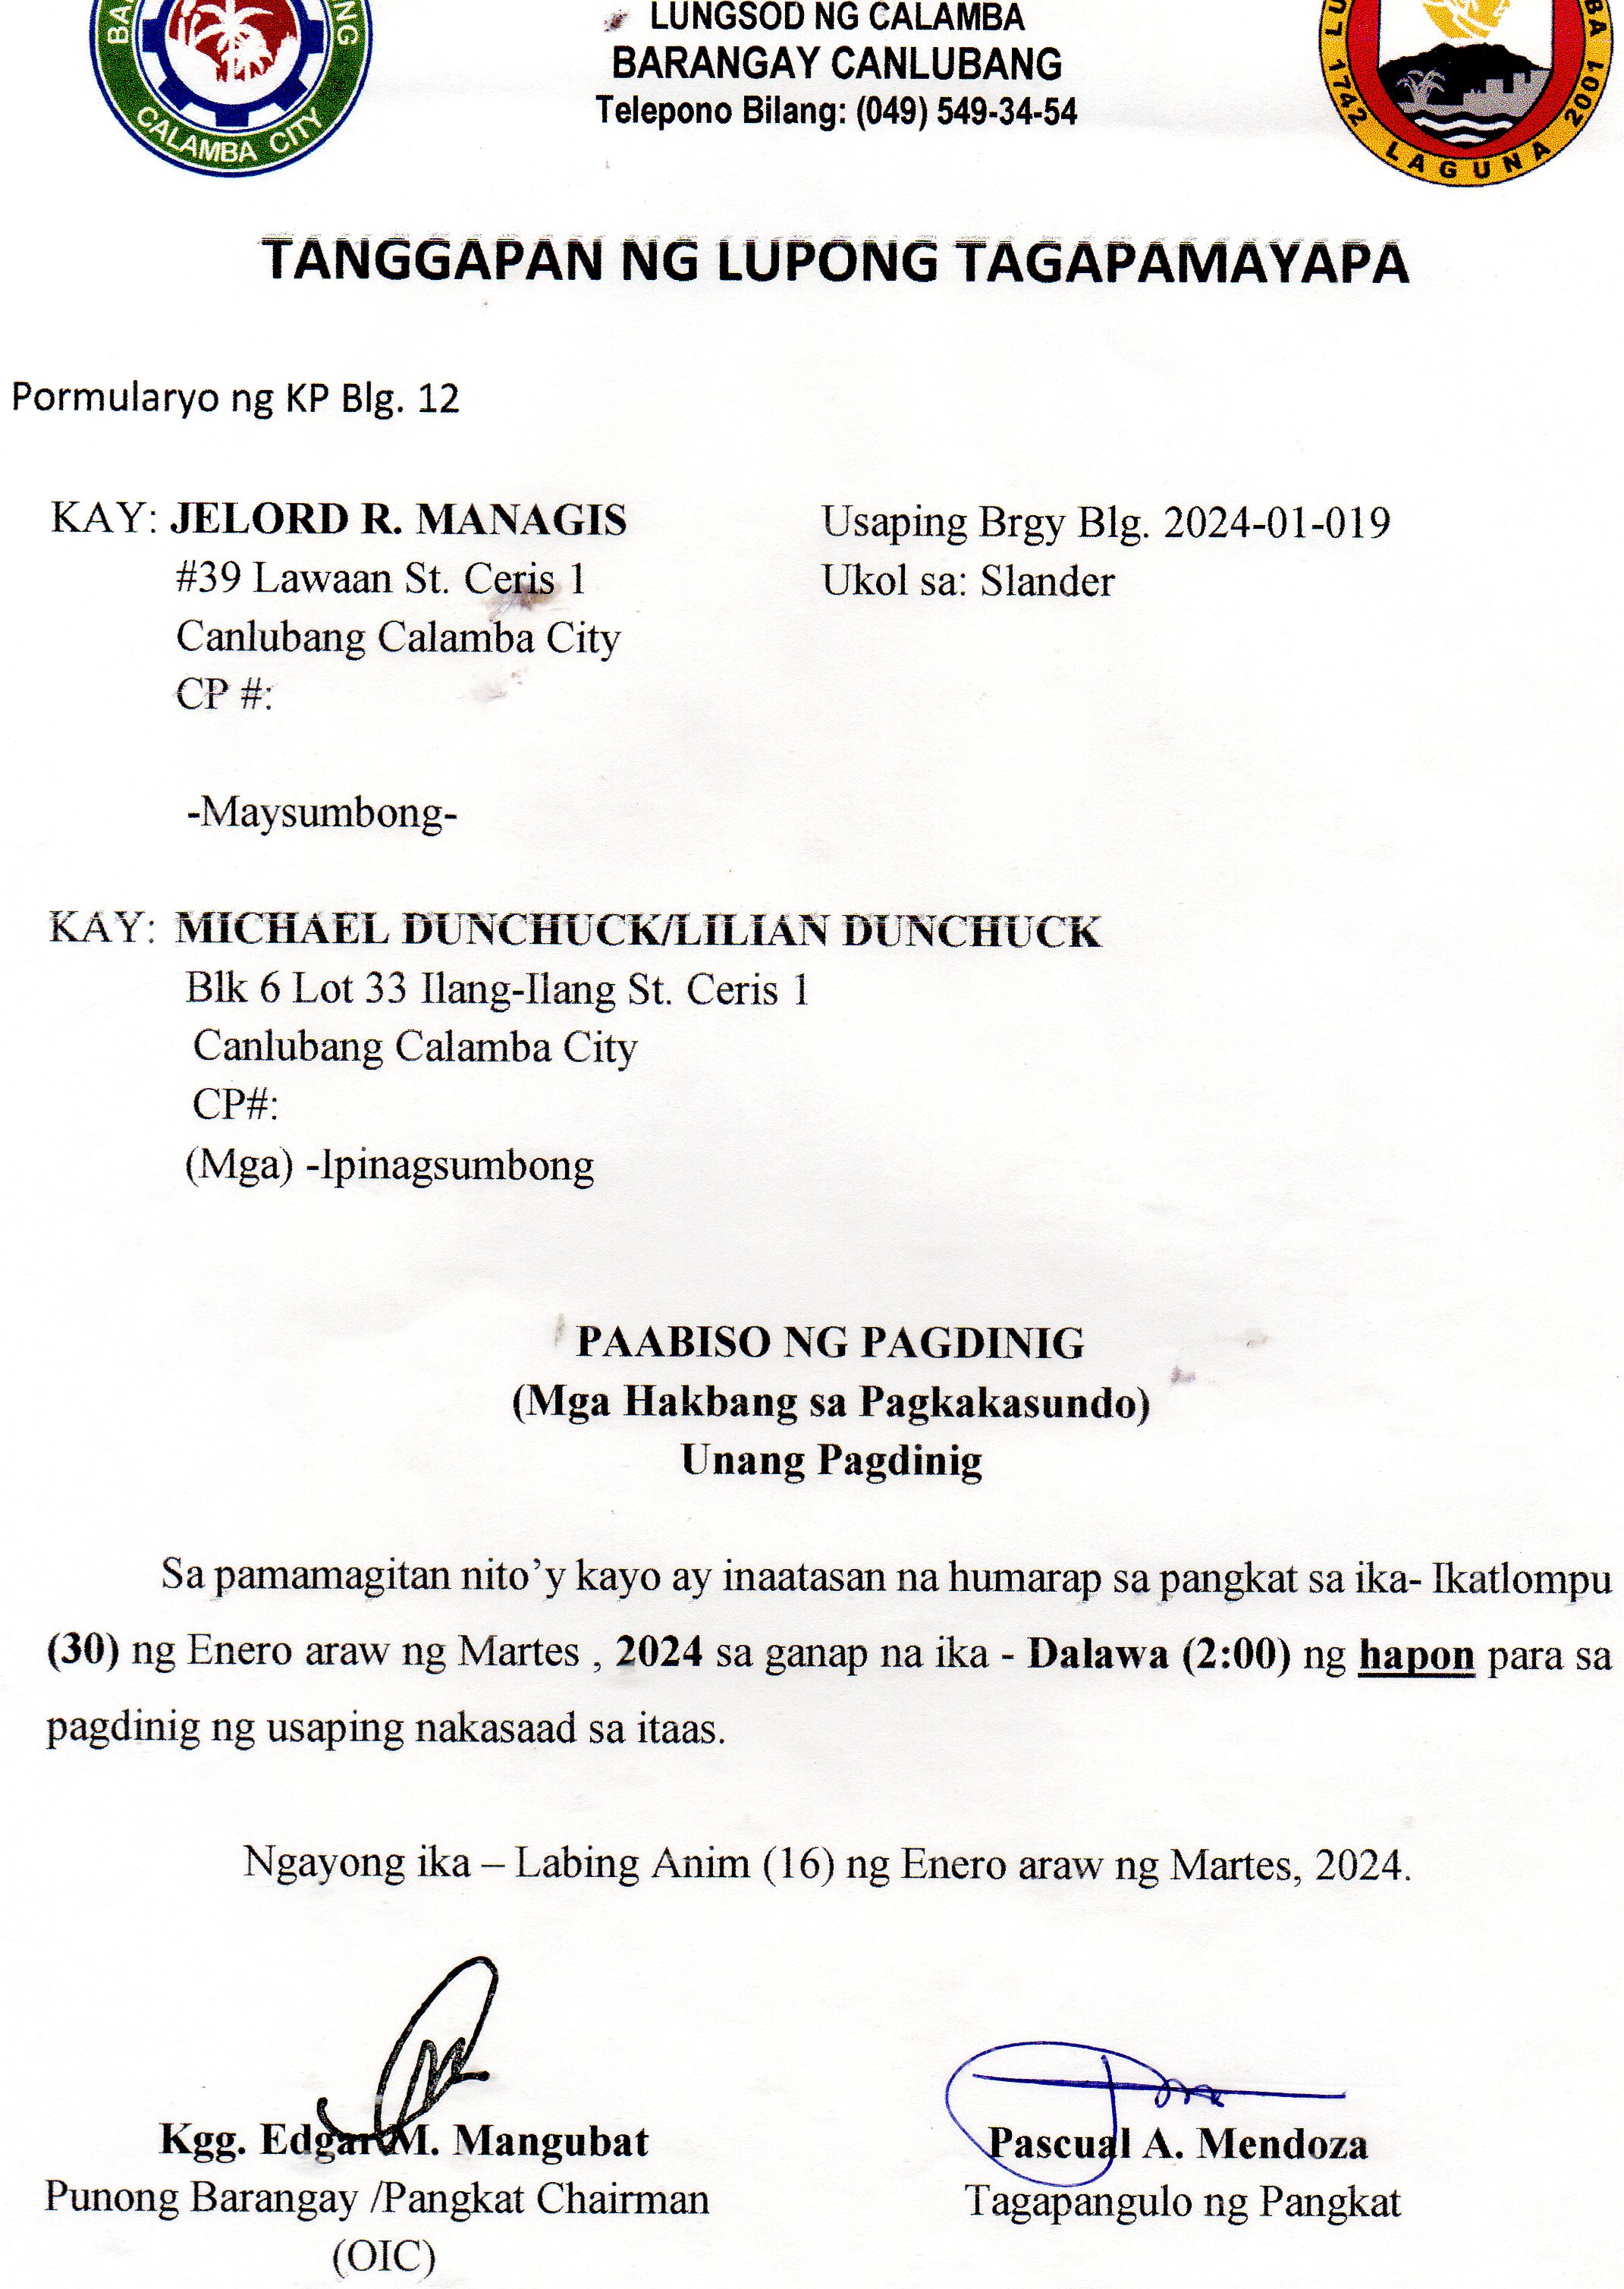 LUNGSOD NG CALAMBA
BARANGAY CANLUBANG
Telepono Bilang: (049) 549-34-54
CALAMBA CITY
1742 LAGUNA 2001
TANGGAPAN NG LUPONG TAGAPAMAYAPA
Pormularyo ng KP Blg. 12
KAY: JELORD R. MANAGIS Usaping Brgy Blg. 2024-01-019
#39 Lawaan St. Ceris 1 Ukol sa: Slander
Canlubang Calamba City
CP #:
-Maysumbong-
KAY: MICHAEL DUNCHUCK/LILIAN DUNCHUCK
Blk 6 Lot 33 Ilang-Ilang St. Ceris 1
Canlubang Calamba City
CP#:
(Mga) -Ipinagsumbong
PAABISO NG PAGDINIG
(Mga Hakbang sa Pagkakasundo)
Unang Pagdinig
Sa pamamagitan nito’y kayo ay inaatasan na humarap sa pangkat sa ika- Ikatlompu
(30) ng Enero araw ng Martes , 2024 sa ganap na ika - Dalawa (2:00) ng hapon para sa
pagdinig ng usaping nakasaad sa itaas.
Ngayong ika – Labing Anim (16) ng Enero araw ng Martes, 2024.
Kgg. Edgar M. Mangubat Pascual A. Mendoza
Punong Barangay /Pangkat Chairman Tagapangulo ng Pangkat
(OIC)